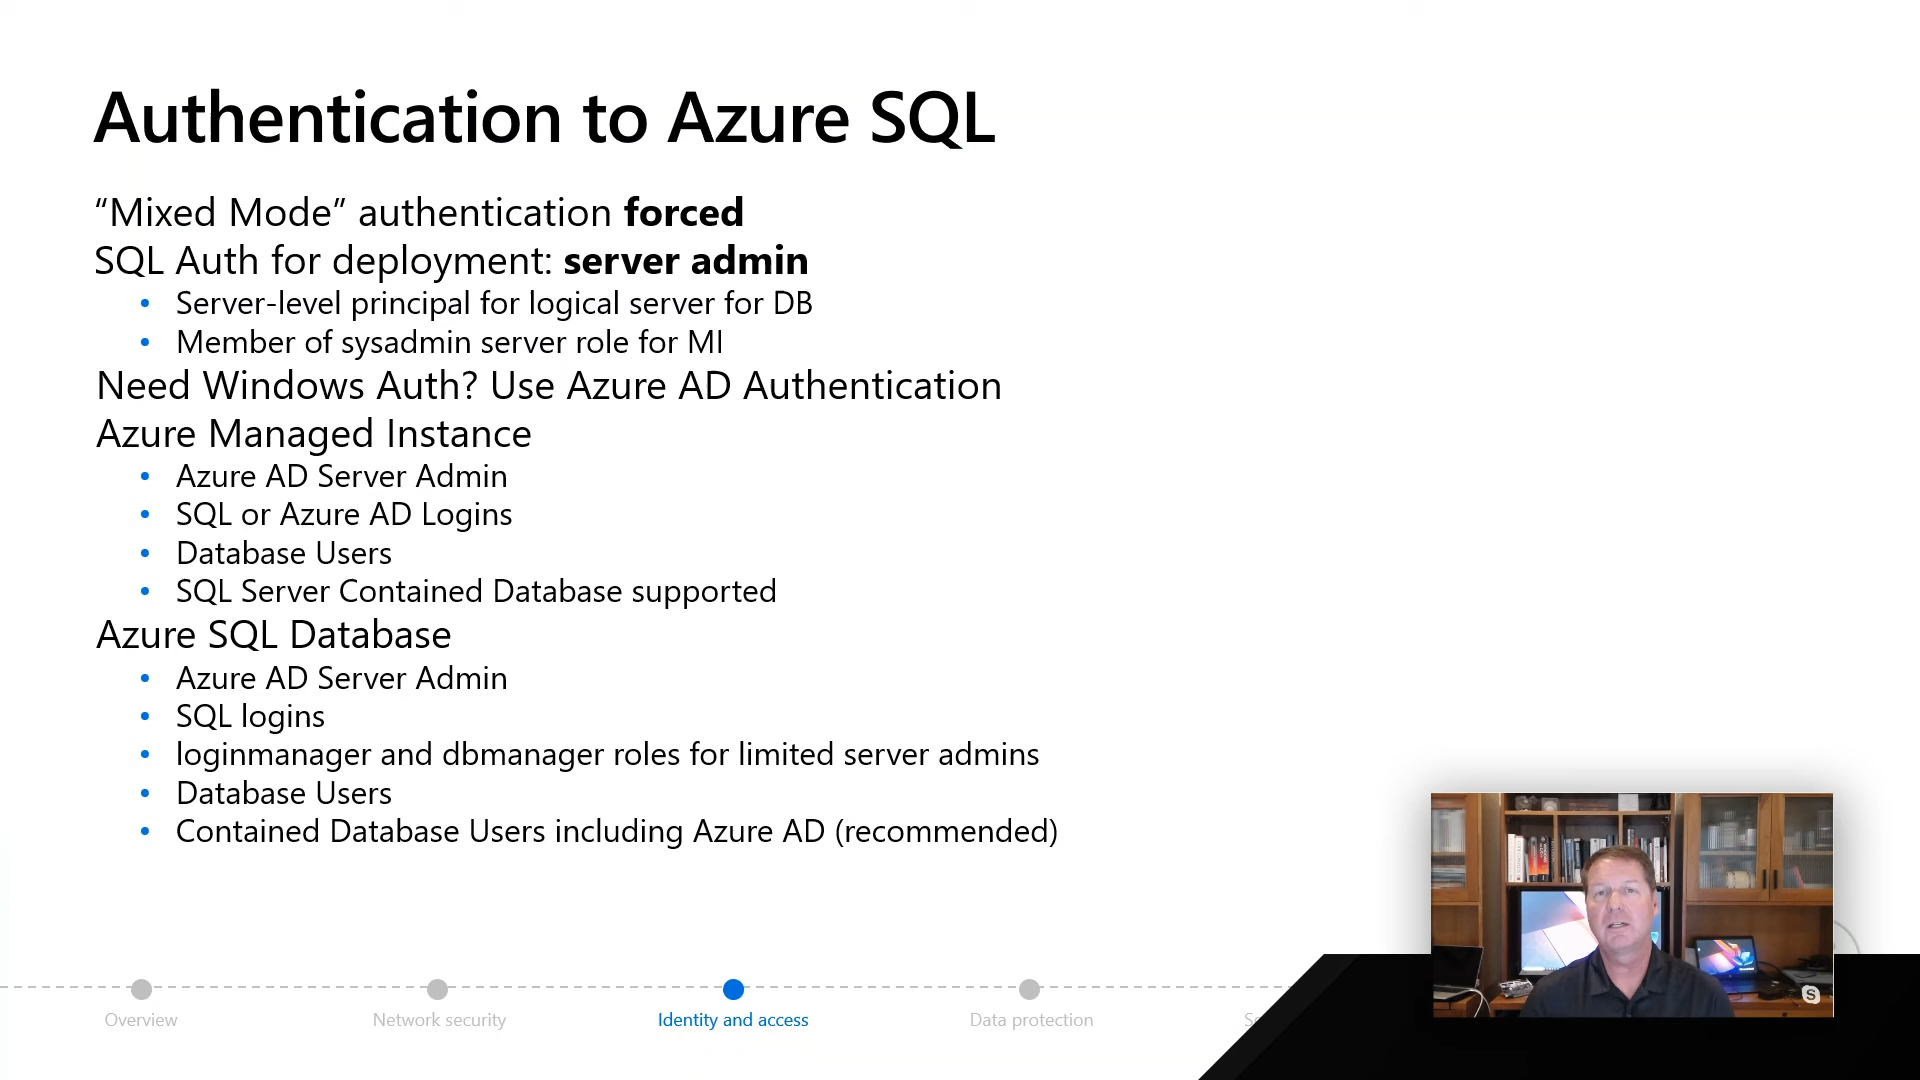 Authentication to Azure SQL
“Mixed Mode” authentication forced
SQL Auth for deployment: server admin
• Server-level principal for logical server for DB
• Member of sysadmin server role for MI
Need Windows Auth? Use Azure AD Authentication
Azure Managed Instance
• Azure AD Server Admin
• SQL or Azure AD Logins
• Database Users
• SQL Server Contained Database supported
Azure SQL Database
• Azure AD Server Admin
• SQL logins
• loginmanager and dbmanager roles for limited server admins
• Database Users
• Contained Database Users including Azure AD (recommended)
Overview
Network security
Identity and access
Data protection